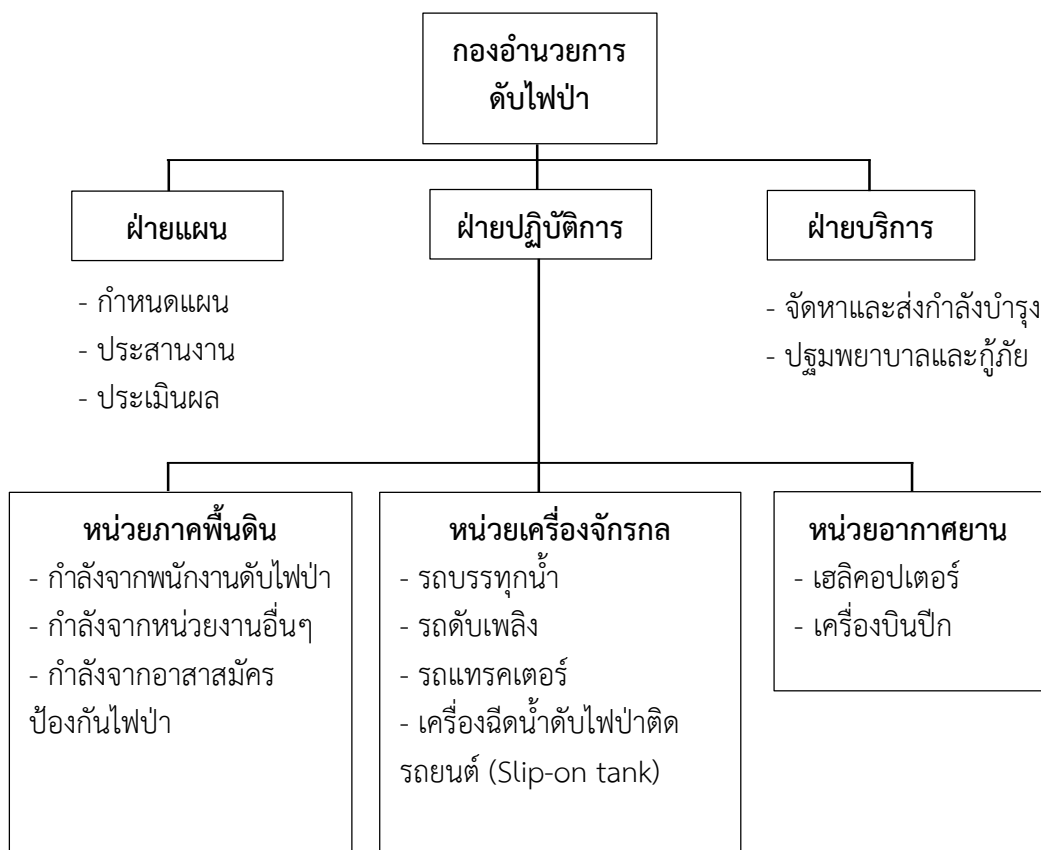 กองอำนวยการ
ดับไฟป่า
ฝ่ายแผน
ฝ่ายปฏิบัติการ
ฝ่ายบริการ
- กำหนดแผน
- ประสานงาน
- ประเมินผล
- จัดหาและส่งกำลังบำรุง
- ปฐมพยาบาลและกู้ภัย
หน่วยภาคพื้นดิน
- กำลังจากพนักงานดับไฟป่า
- กำลังจากหน่วยงานอื่นๆ
- กำลังจากอาสาสมัคร
ป้องกันไฟป่า
หน่วยเครื่องจักรกล
- รถบรรทุกน้ำ
- รถดับเพลิง
- รถแทรคเตอร์
- เครื่องฉีดน้ำดับไฟป่าติด
รถยนต์ (Slip-on tank)
หน่วยอากาศยาน
- เฮลิคอปเตอร์
- เครื่องบินปีก